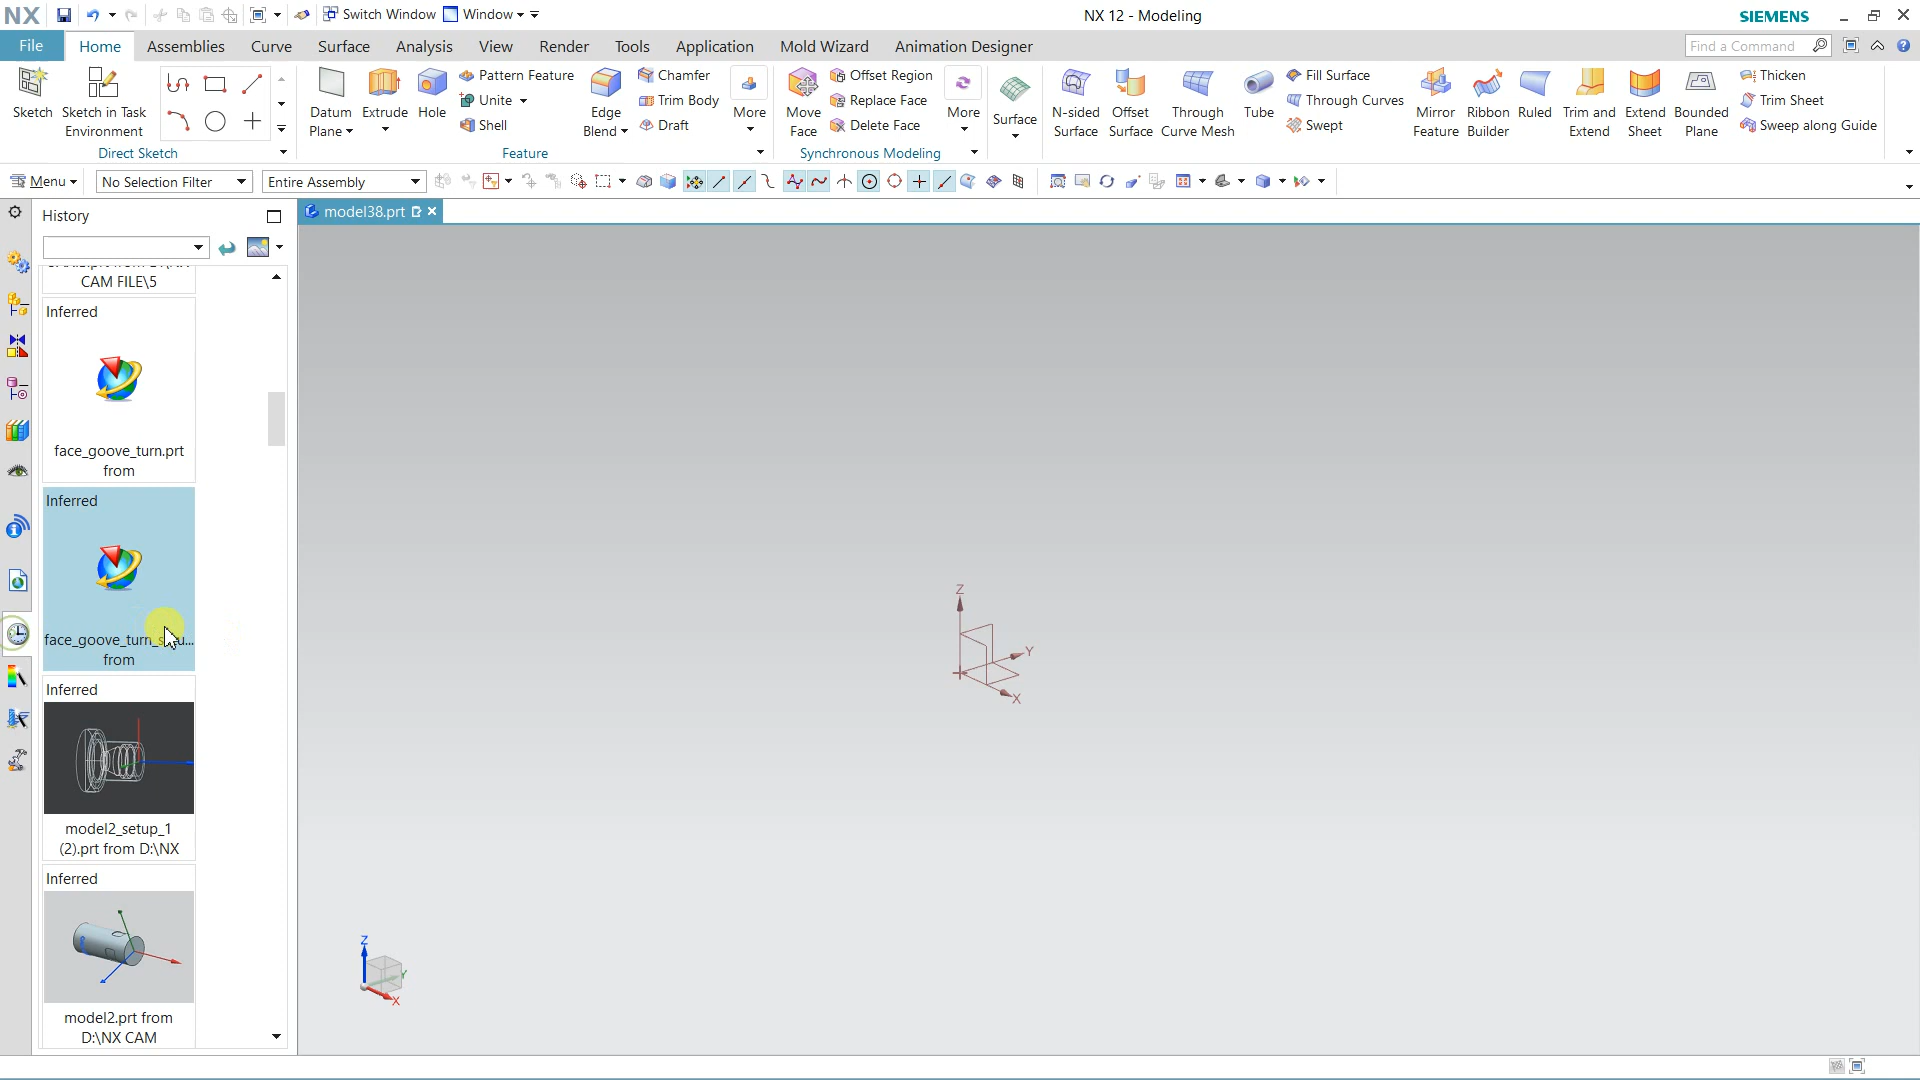 NX
Switch Window
Window
NX 12 - Modeling
SIEMENS
File
Home
Assemblies
Curve
Surface
Analysis
View
Render
Tools
Application
Mold Wizard
Animation Designer
Find a Command
Sketch
Sketch in Task
Environment
Direct Sketch
Datum
Plane
Extrude
Hole
Pattern Feature
Unite
Shell
Edge
Blend
Chamfer
Trim Body
Draft
More
Feature
Move
Face
Offset Region
Replace Face
Delete Face
More
Synchronous Modeling
Surface
N-sided
Surface
Offset
Surface
Through
Curve Mesh
Tube
Fill Surface
Through Curves
Swept
Mirror
Feature
Ribbon
Builder
Ruled
Trim and
Extend
Extend
Sheet
Bounded
Plane
Thicken
Trim Sheet
Sweep along Guide
Menu
No Selection Filter
Entire Assembly
History
model38.prt
CAM FILE\5
Inferred
face_goove_turn.prt
from
Inferred
from
Inferred
model2_setup_1
(2).prt from D:\NX
Inferred
model2.prt from
D:\NX CAM
Z
Y
X
Z
Y
X